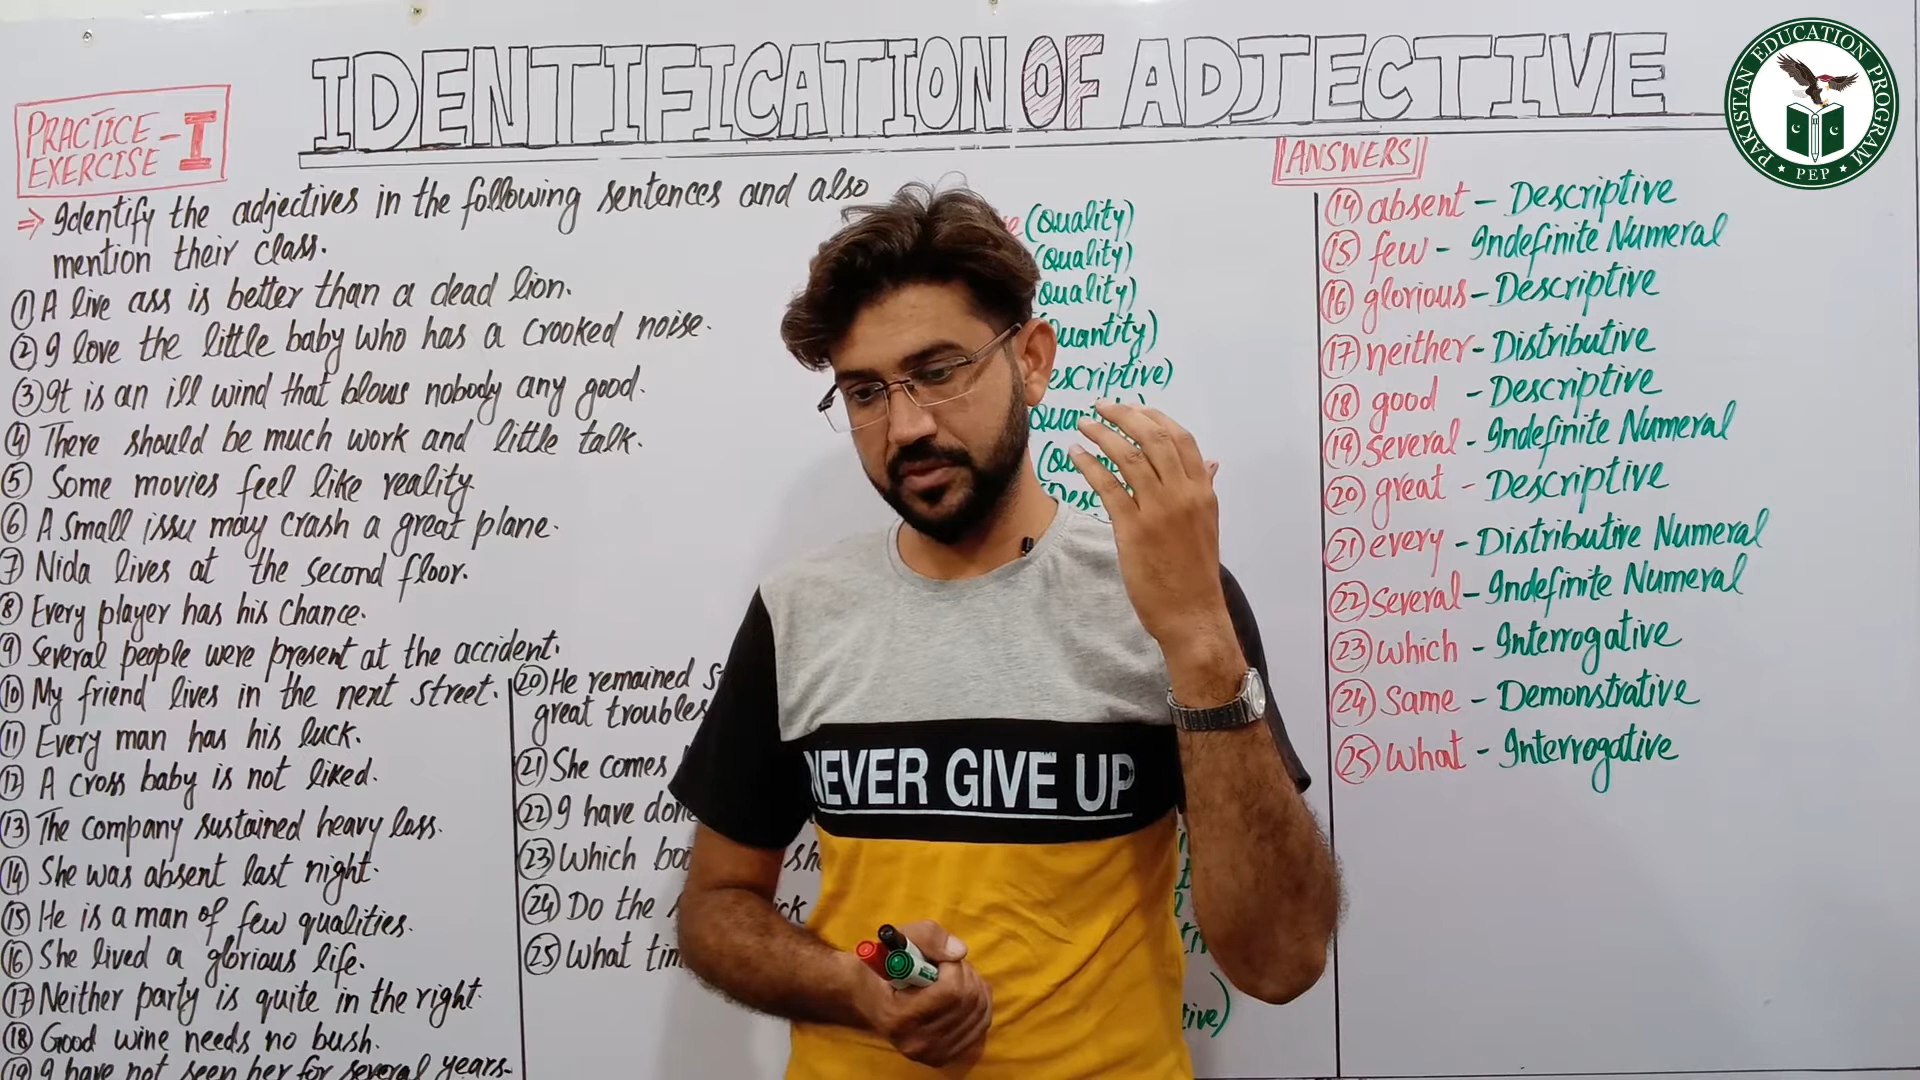 IDENTIFICATION OF ADJECTIVE
PAKISTAN EDUCATION PROGRAM
PEP
PRACTICE - I
EXERCISE
⇒ Identify the adjectives in the following sentences and also
mention their class.
① A live ass is better than a dead lion.
② I love the little baby who has a crooked noise.
③ It is an ill wind that blows nobody any good.
④ There should be much work and little talk.
⑤ Some movies feel like reality
⑥ A small issu may crash a great plane.
⑦ Nida lives at the second floor.
⑧ Every player has his chance.
⑨ Several people were present at the accident.
⑩ My friend lives in the next street.
⑪ Every man has his luck.
⑫ A cross baby is not liked.
⑬ The company sustained heavy loss.
⑭ She was absent last night.
⑮ He is a man of few qualities.
⑯ She lived a glorious life.
⑰ Neither party is quite in the right.
⑱ Good wine needs no bush.
⑲ I have not seen her for several years.
⑳ He remained
great troubles
㉑ She comes
㉒ I have done
㉓ Which
㉔ Do the
㉕ What
(Quality)
(Quality)
Quality)
Quantity)
escriptive)
NEVER GIVE UP
tive)
ANSWERS
⑭ absent - Descriptive
⑮ few - Indefinite Numeral
⑯ glorious - Descriptive
⑰ neither - Distributive
⑱ good - Descriptive
⑲ several - Indefinite Numeral
⑳ great - Descriptive
㉑ every - Distributive Numeral
㉒ several - Indefinite Numeral
㉓ which - Interrogative
㉔ same - Demonstrative
㉕ what - Interrogative